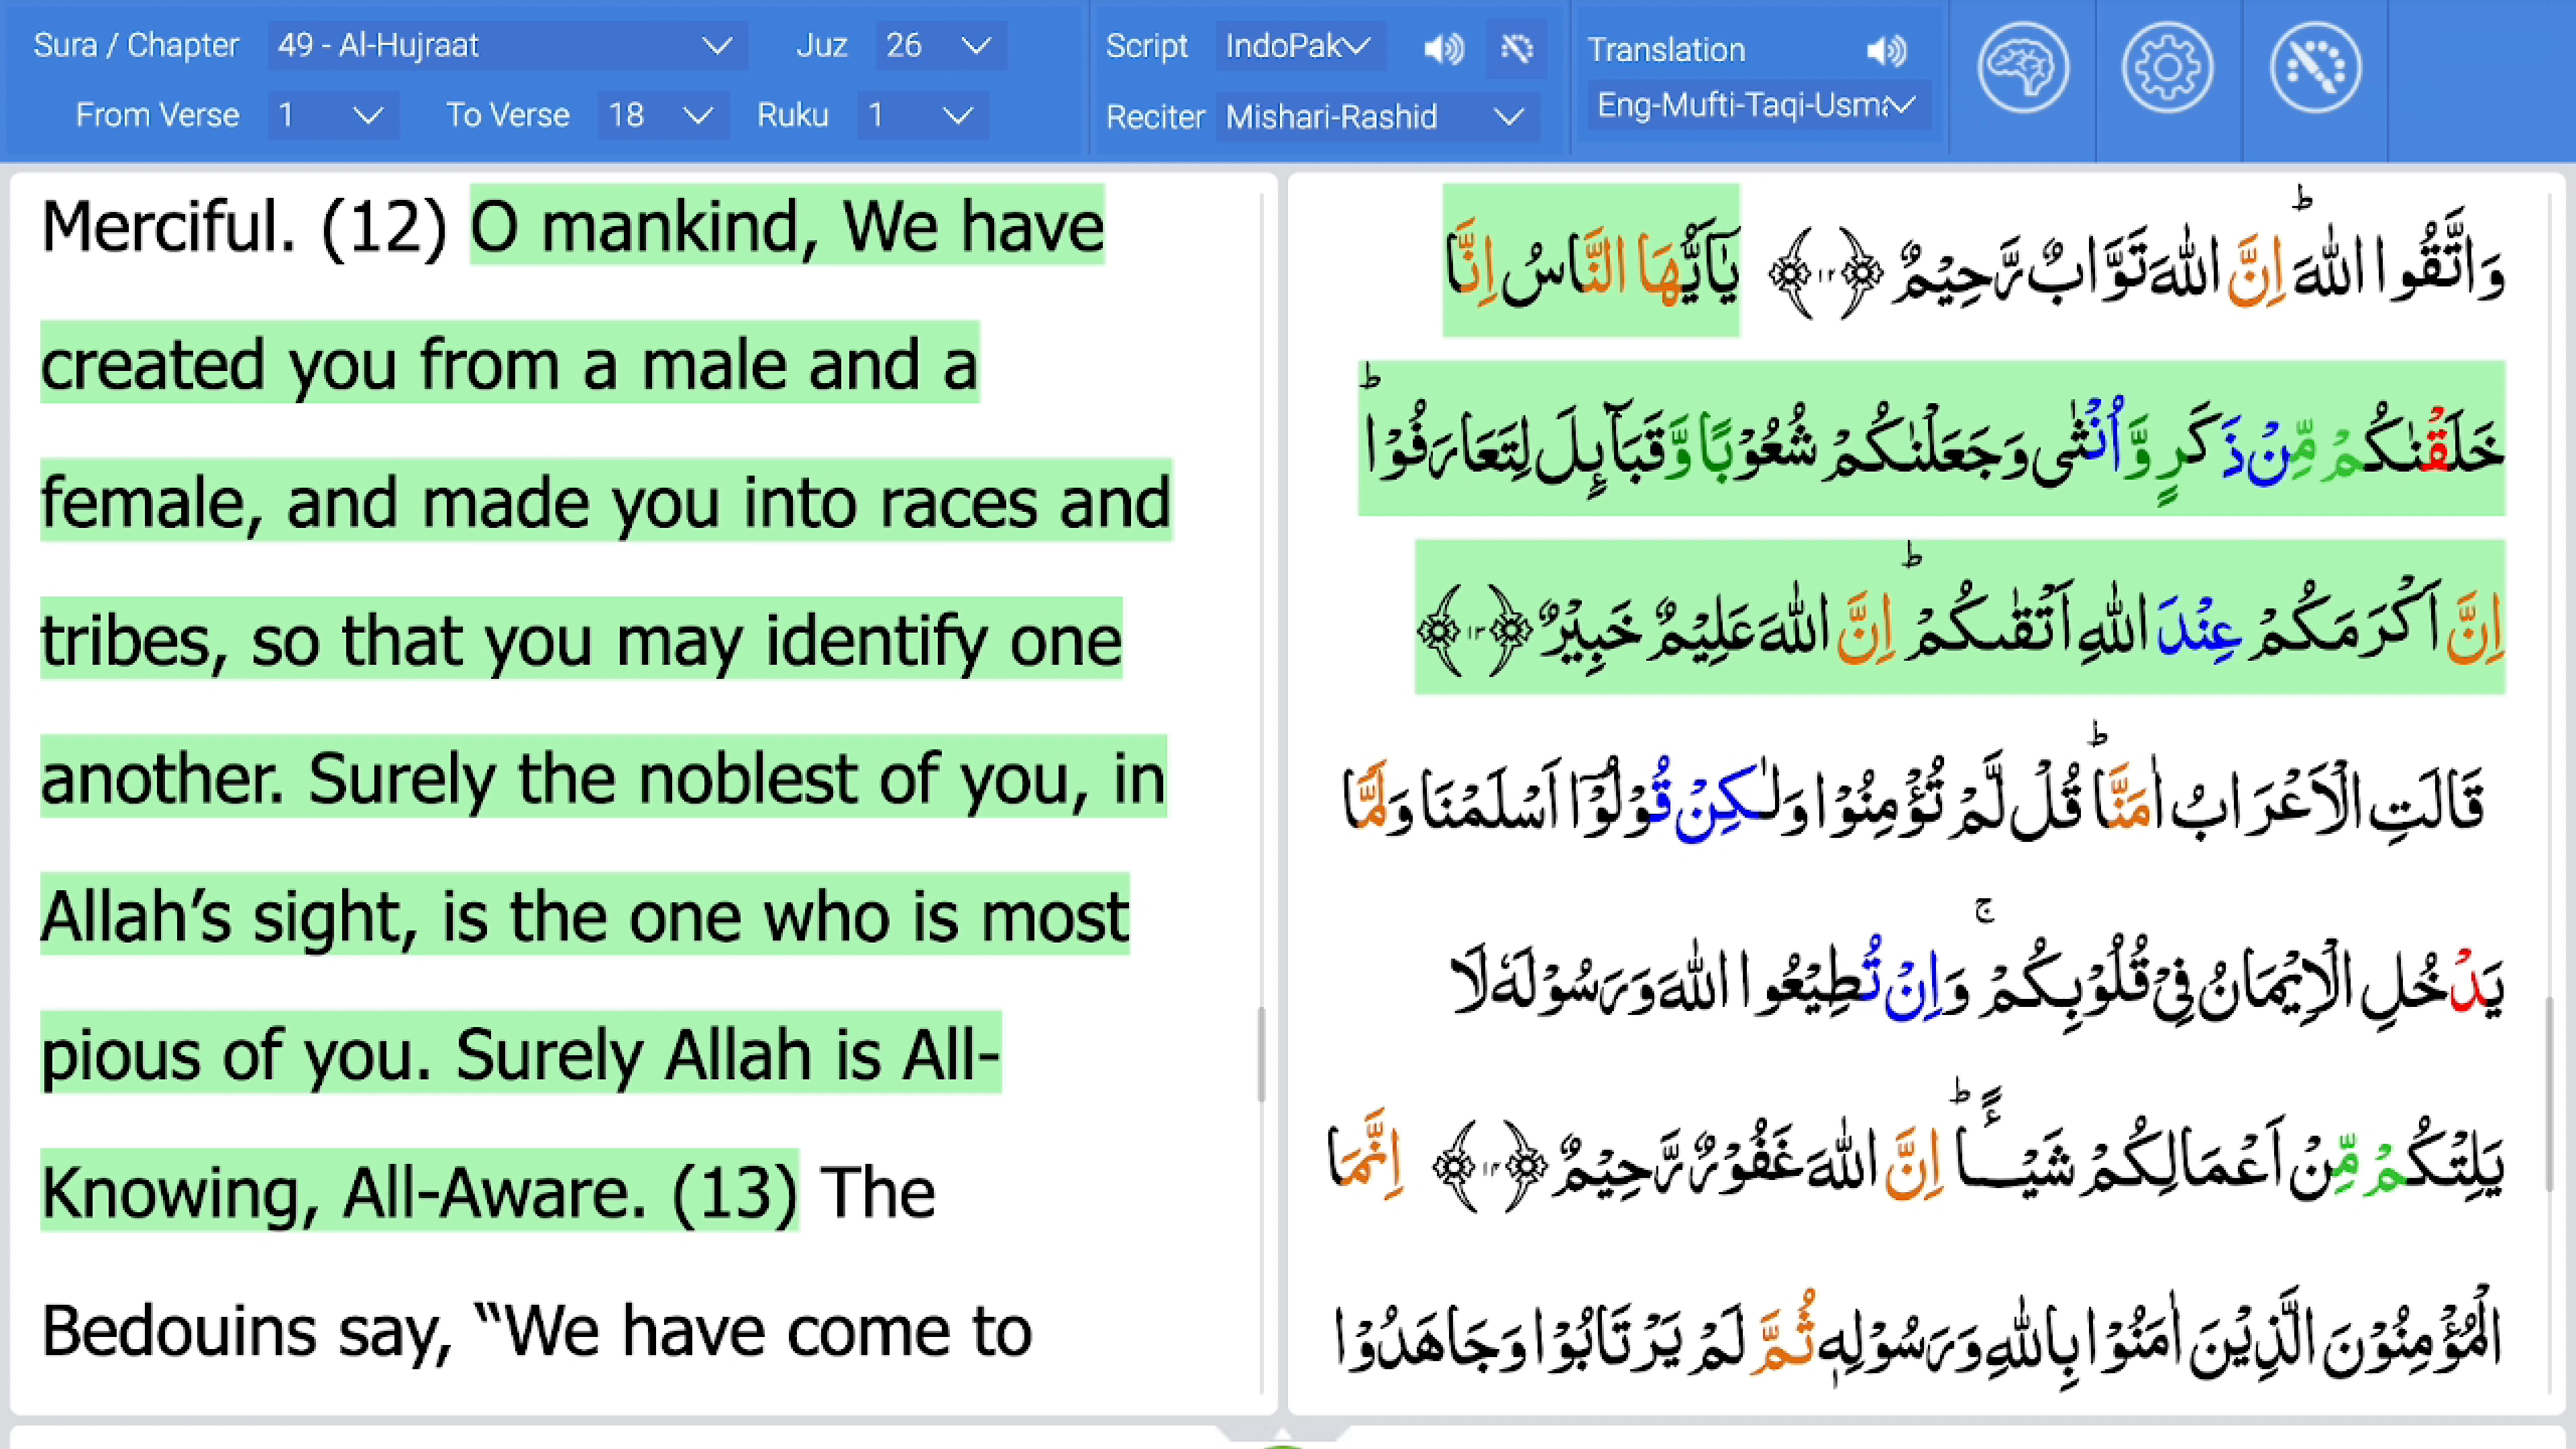 Sura / Chapter 49 - Al-Hujraat Juz 26
From Verse 1 To Verse 18 Ruku 1
Script IndoPak
Reciter Mishari-Rashid
Translation
Eng-Mufti-Taqi-Usma
Merciful. (12) O mankind, We have
created you from a male and a
female, and made you into races and
tribes, so that you may identify one
another. Surely the noblest of you, in
Allah’s sight, is the one who is most
pious of you. Surely Allah is All-
Knowing, All-Aware. (13) The
Bedouins say, “We have come to
وَاتَّقُوا اللّٰهَ ؕ اِنَّ اللّٰهَ تَوَّابٌ رَّحِيْمٌ ﴿۱۲﴾ يٰۤاَيُّهَا النَّاسُ اِنَّا
خَلَقْنٰكُمْ مِّنْ ذَكَرٍ وَّاُنْثٰى وَجَعَلْنٰكُمْ شُعُوْبًا وَّقَبَآئِلَ لِتَعَارَفُوْا ؕ
اِنَّ اَكْرَمَكُمْ عِنْدَ اللّٰهِ اَتْقٰىكُمْ ؕ اِنَّ اللّٰهَ عَلِيْمٌ خَبِيْرٌ ﴿۱۳﴾
قَالَتِ الْاَعْرَابُ اٰمَنَّا ؕ قُلْ لَّمْ تُؤْمِنُوْا وَلٰكِنْ قُوْلُوْۤا اَسْلَمْنَا وَلَمَّا
يَدْخُلِ الْاِيْمَانُ فِيْ قُلُوْبِكُمْ ۚ وَاِنْ تُطِيْعُوا اللّٰهَ وَرَسُوْلَهٗ لَا
يَلِتْكُمْ مِّنْ اَعْمَالِكُمْ شَيْـًٔا ؕ اِنَّ اللّٰهَ غَفُوْرٌ رَّحِيْمٌ ﴿۱۴﴾ اِنَّمَا
الْمُؤْمِنُوْنَ الَّذِيْنَ اٰمَنُوْا بِاللّٰهِ وَرَسُوْلِهٖ ثُمَّ لَمْ يَرْتَابُوْا وَجَاهَدُوْا